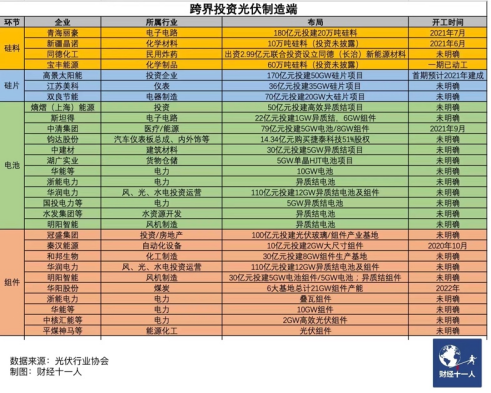 跨界投资光伏制造端
环节 企业 所属行业 布局 开工时间
硅料
青海丽豪 电子电路 180亿元投建20万吨硅料 2021年7月
新疆晶诺 化学材料 10万吨硅料（投资未披露） 2021年6月
同德化工 民用炸药 出资2.99亿元联合投资设立同德（长治）新能源材料 未明确
宝丰能源 化学制品 60万吨硅料（投资未披露） 一期已动工
硅片
高景太阳能 投资企业 170亿元投建50GW硅片项目 首期预计2021年建成
江苏美科 仪表 36亿元投建35GW硅片项目 未明确
双良节能 电器制造 70亿元投建20GW大硅片项目 未明确
电池
熵熠（上海）能源 投资 50亿元投建高效异质结项目 未明确
斯坦得 电子电路 22亿元投建1GW异质结、6GW组件 未明确
中清集团 医疗/能源 79亿元投建5GW电池/8GW组件 2021年9月
钧达股份 汽车仪表板总成、内外饰等 14.34亿元购买捷泰科技51%股权 未明确
中建材 建筑材料 30亿元投建5GW异质结电池项目 未明确
湖广实业 货物仓储 5GW单晶HJT电池项目 未明确
华能等 电力 10GW电池 未明确
浙能电力 电力 异质结电池 未明确
华润电力 风、光、水电投资运营 110亿元投建12GW异质结电池及组件 未明确
国投电力等 电力 5GW异质结 未明确
水发集团等 水资源开发 异质结电池 未明确
明阳智能 风机制造 异质结电池 未明确
组件
冠盛集团 投资/房地产 100亿元投建光伏玻璃/组件产业基地 未明确
秦汉能源 自动化设备 10亿元投建2GW大尺寸组件 2020年10月
和邦生物 化工制造 30亿元投建8GW组件生产基地 未明确
华润电力 风、光、水电投资运营 110亿元投建12GW异质结电池及组件 未明确
明阳智能 风机制造 30亿元投建5GW电池组件/5GW电池；异质结组件 未明确
华阳股份 煤炭 6大基地总计21GW组件产能 2022年
浙能电力 电力 叠瓦组件 未明确
华能等 电力 10GW组件 未明确
中核汇能等 电力 2GW高效光伏组件 未明确
平煤神马等 能源化工 光伏组件 未明确
数据来源：光伏行业协会
制图：财经十一人
财经十一人